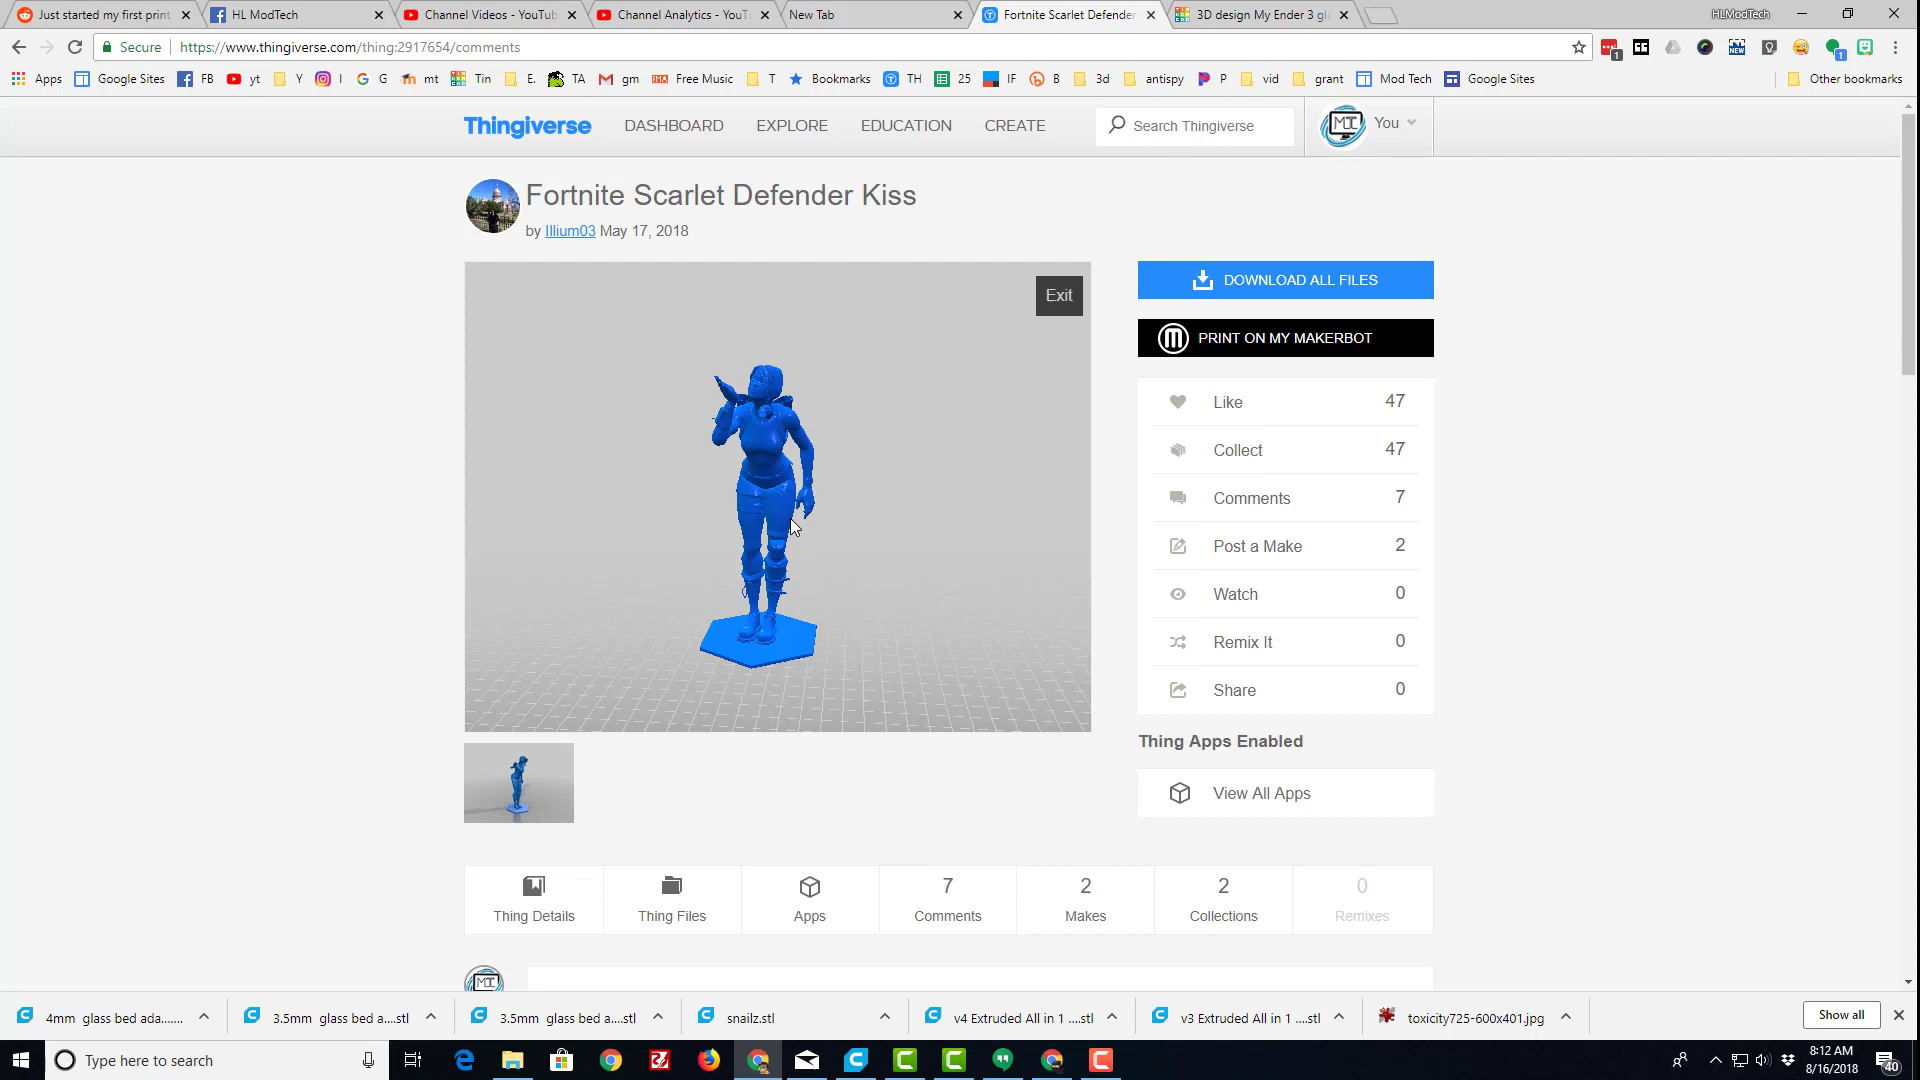 Just started my first print
HL ModTech
Channel Videos - YouTub
Channel Analytics - YouT
New Tab
Fortnite Scarlet Defender
3D design My Ender 3 gla
HLModTech
Secure
https://www.thingiverse.com/thing:2917654/comments
Apps
Google Sites
FB
yt
Y
I
G
mt
Tin
E.
TA
gm
Free Music
T
Bookmarks
TH
25
IF
B
3d
antispy
P
vid
grant
Mod Tech
Google Sites
Other bookmarks
Thingiverse
DASHBOARD
EXPLORE
EDUCATION
CREATE
Search Thingiverse
You
Fortnite Scarlet Defender Kiss
by Illium03 May 17, 2018
Exit
DOWNLOAD ALL FILES
PRINT ON MY MAKERBOT
Like 47
Collect 47
Comments 7
Post a Make 2
Watch 0
Remix It 0
Share 0
Thing Apps Enabled
View All Apps
Thing Details
Thing Files
Apps
7
Comments
2
Makes
2
Collections
0
Remixes
4mm glass bed ada.......
3.5mm glass bed a....stl
3.5mm glass bed a....stl
snailz.stl
v4 Extruded All in 1 ....stl
v3 Extruded All in 1 ....stl
toxicity725-600x401.jpg
Show all
Type here to search
8:12 AM
8/16/2018
40